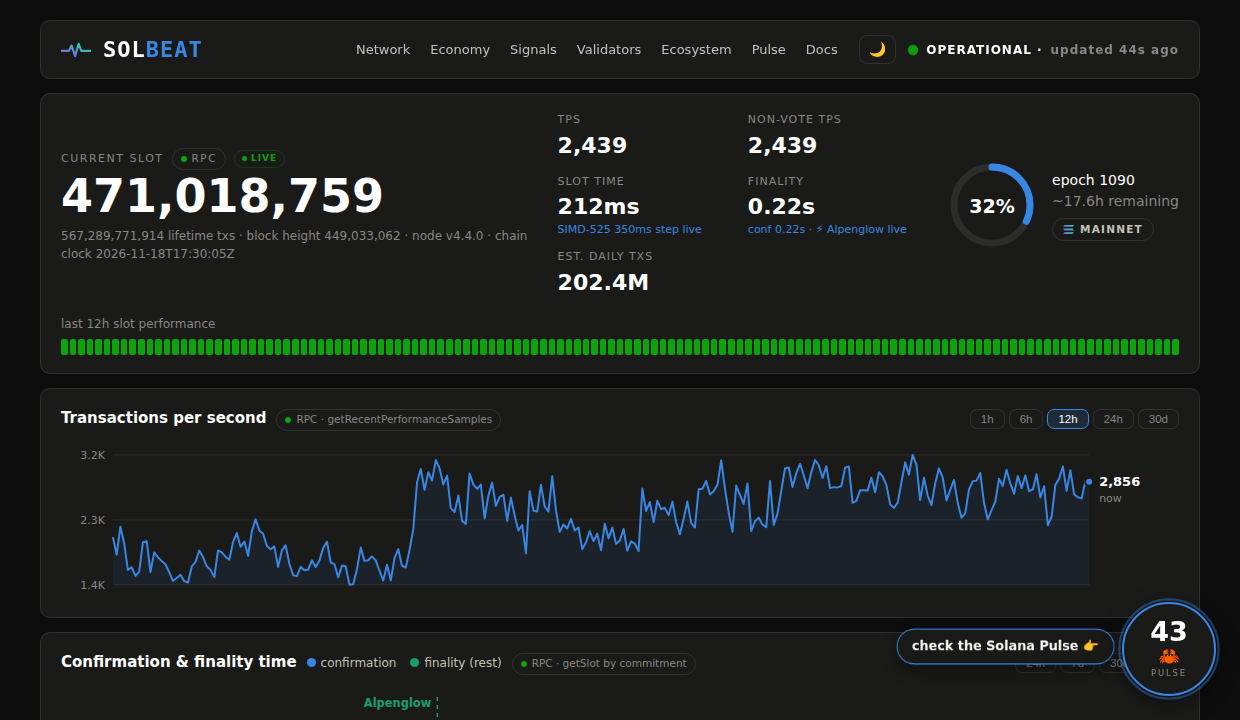 SOLBEAT
Network Economy Signals Validators Ecosystem Pulse Docs
OPERATIONAL · updated 44s ago
CURRENT SLOT RPC LIVE
471,018,759
567,289,771,914 lifetime txs · block height 449,033,062 · node v4.4.0 · chain
clock 2026-11-18T17:30:05Z
TPS
2,439
NON-VOTE TPS
2,439
SLOT TIME
212ms
SIMD-525 350ms step live
FINALITY
0.22s
conf 0.22s · ⚡ Alpenglow live
EST. DAILY TXS
202.4M
32%
epoch 1090
~17.6h remaining
MAINNET
last 12h slot performance
Transactions per second RPC · getRecentPerformanceSamples
1h 6h 12h 24h 30d
3.2K
2.3K
1.4K
2,856
now
Confirmation & finality time confirmation finality (rest) RPC · getSlot by commitment
Alpenglow
check the Solana Pulse 👉
43
🦀
PULSE